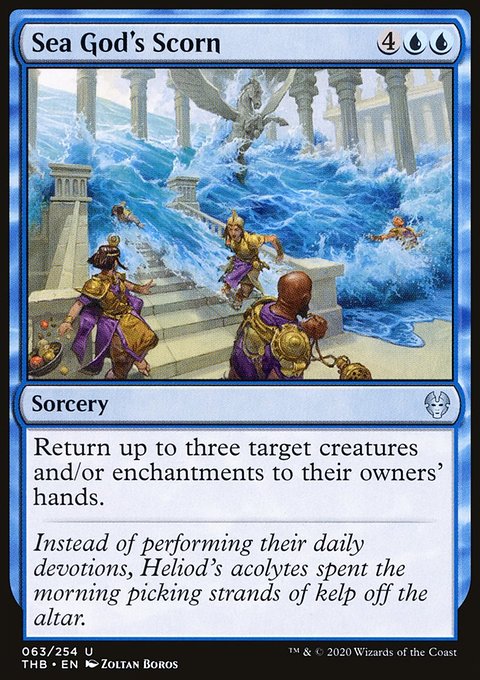 Sea God's Scorn 4
Sorcery
Return up to three target creatures
and/or enchantments to their owners'
hands.
Instead of performing their daily
devotions, Heliod's acolytes spent the
morning picking strands of kelp off the
altar.
063/254 U
THB • EN Zoltan Boros
™ & © 2020 Wizards of the Coast